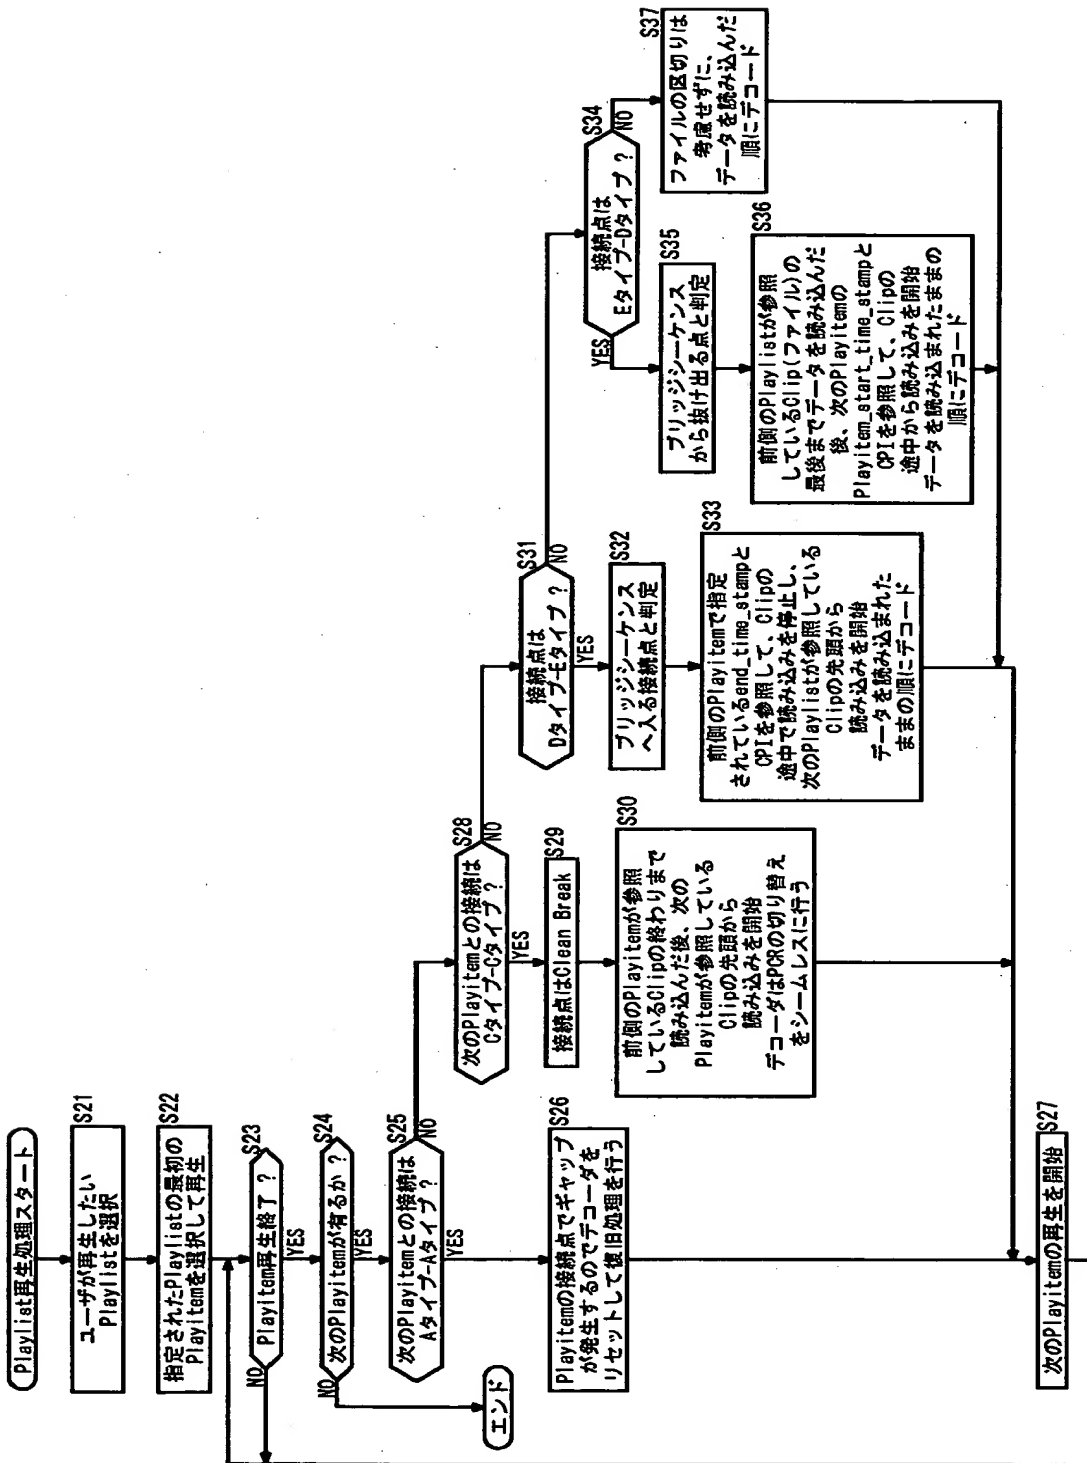 Playlist再生処理スタート
S21
ユーザが再生したい
Playlistを選択
S22
指定されたPlaylistの最初の
Playitemを選択して再生
S23
Playitem再生終了？
NO
YES
S24
次のPlayitemが有るか？
NO
YES
エンド
S25
次のPlayitemとの接続は
Aタイプ-Aタイプ？
NO
YES
S26
Playitemの接続点でギャップ
が発生するのでデコーダを
リセットして復旧処理を行う
S27
次のPlayitemの再生を開始
S28
次のPlayitemとの接続は
Cタイプ-Cタイプ？
NO
YES
S29
接続点はClean Break
S30
前側のPlayitemが参照
しているClipの終わりまで
読み込んだ後、次の
Playitemが参照している
Clipの先頭から
読み込みを開始
デコーダはPCRの切り替え
をシームレスに行う
S31
接続点は
Dタイプ-Eタイプ？
NO
YES
S32
ブリッジシーケンス
へ入る接続点と判定
S33
前側のPlayitemで指定
されているend_time_stampと
CPIを参照して、Clipの
途中で読み込みを停止し、
次のPlaylistが参照している
Clipの先頭から
読み込みを開始
データを読み込まれた
ままの順にデコード
S34
接続点は
Eタイプ-Dタイプ？
NO
YES
S35
ブリッジシーケンス
から抜け出る点と判定
S36
前側のPlaylistが参照
しているClip(ファイル)の
最後までデータを読み込んだ
後、次のPlayitemの
Playitem_start_time_stampと
CPIを参照して、Clipの
途中から読み込みを開始
データを読み込まれたままの
順にデコード
S37
ファイルの区切りは
考慮せずに、
データを読み込んだ
順にデコード